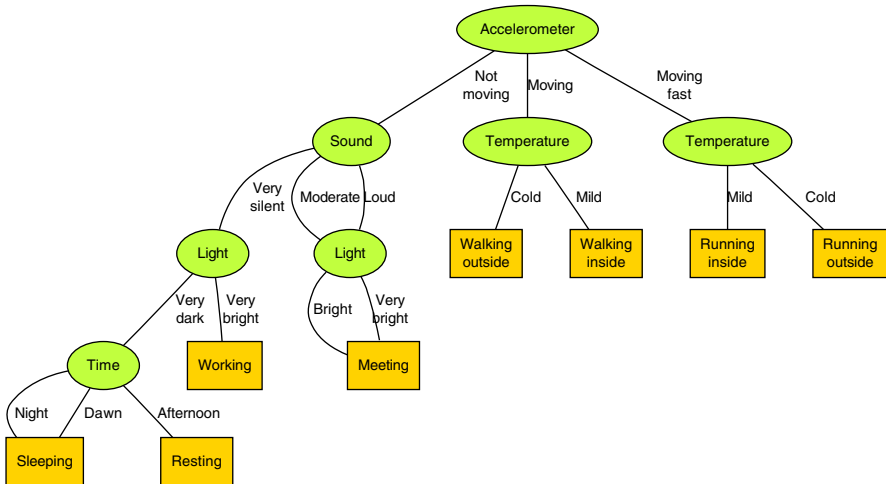 Accelerometer
Not
moving
Moving
Moving
fast
Sound
Temperature
Temperature
Very
silent
Moderate
Loud
Cold
Mild
Mild
Cold
Light
Light
Walking
outside
Walking
inside
Running
inside
Running
outside
Very
dark
Very
bright
Bright
Very
bright
Time
Working
Meeting
Night
Dawn
Afternoon
Sleeping
Resting